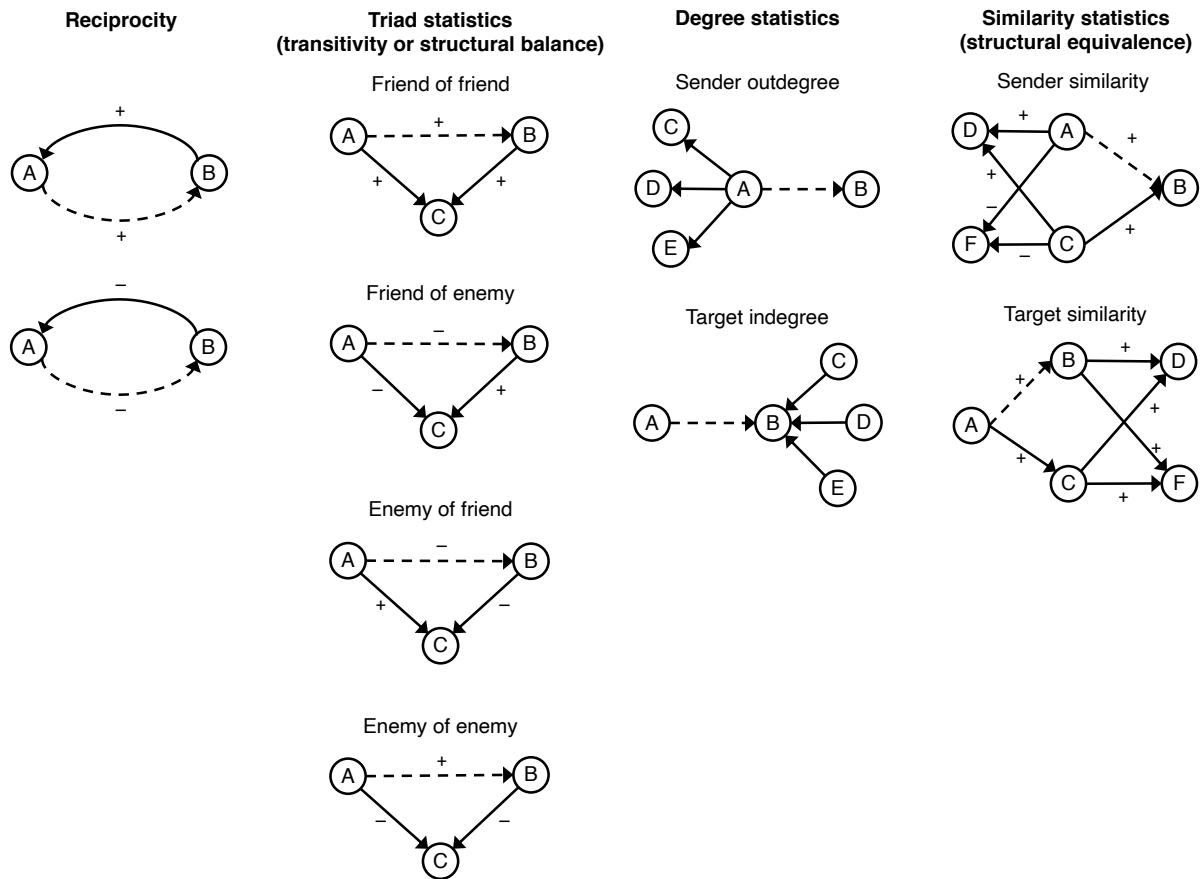 Reciprocity
+
A
B
+
–
A
B
–
Triad statistics
(transitivity or structural balance)
Friend of friend
A
+
B
+
+
C
Friend of enemy
A
–
B
–
+
C
Enemy of friend
A
–
B
+
–
C
Enemy of enemy
A
+
B
–
–
C
Degree statistics
Sender outdegree
C
D
A
B
E
Target indegree
C
A
B
D
E
Similarity statistics
(structural equivalence)
Sender similarity
D
+
A
+
+
B
–
F
–
C
+
Target similarity
B
+
D
+
+
A
+
+
C
+
F